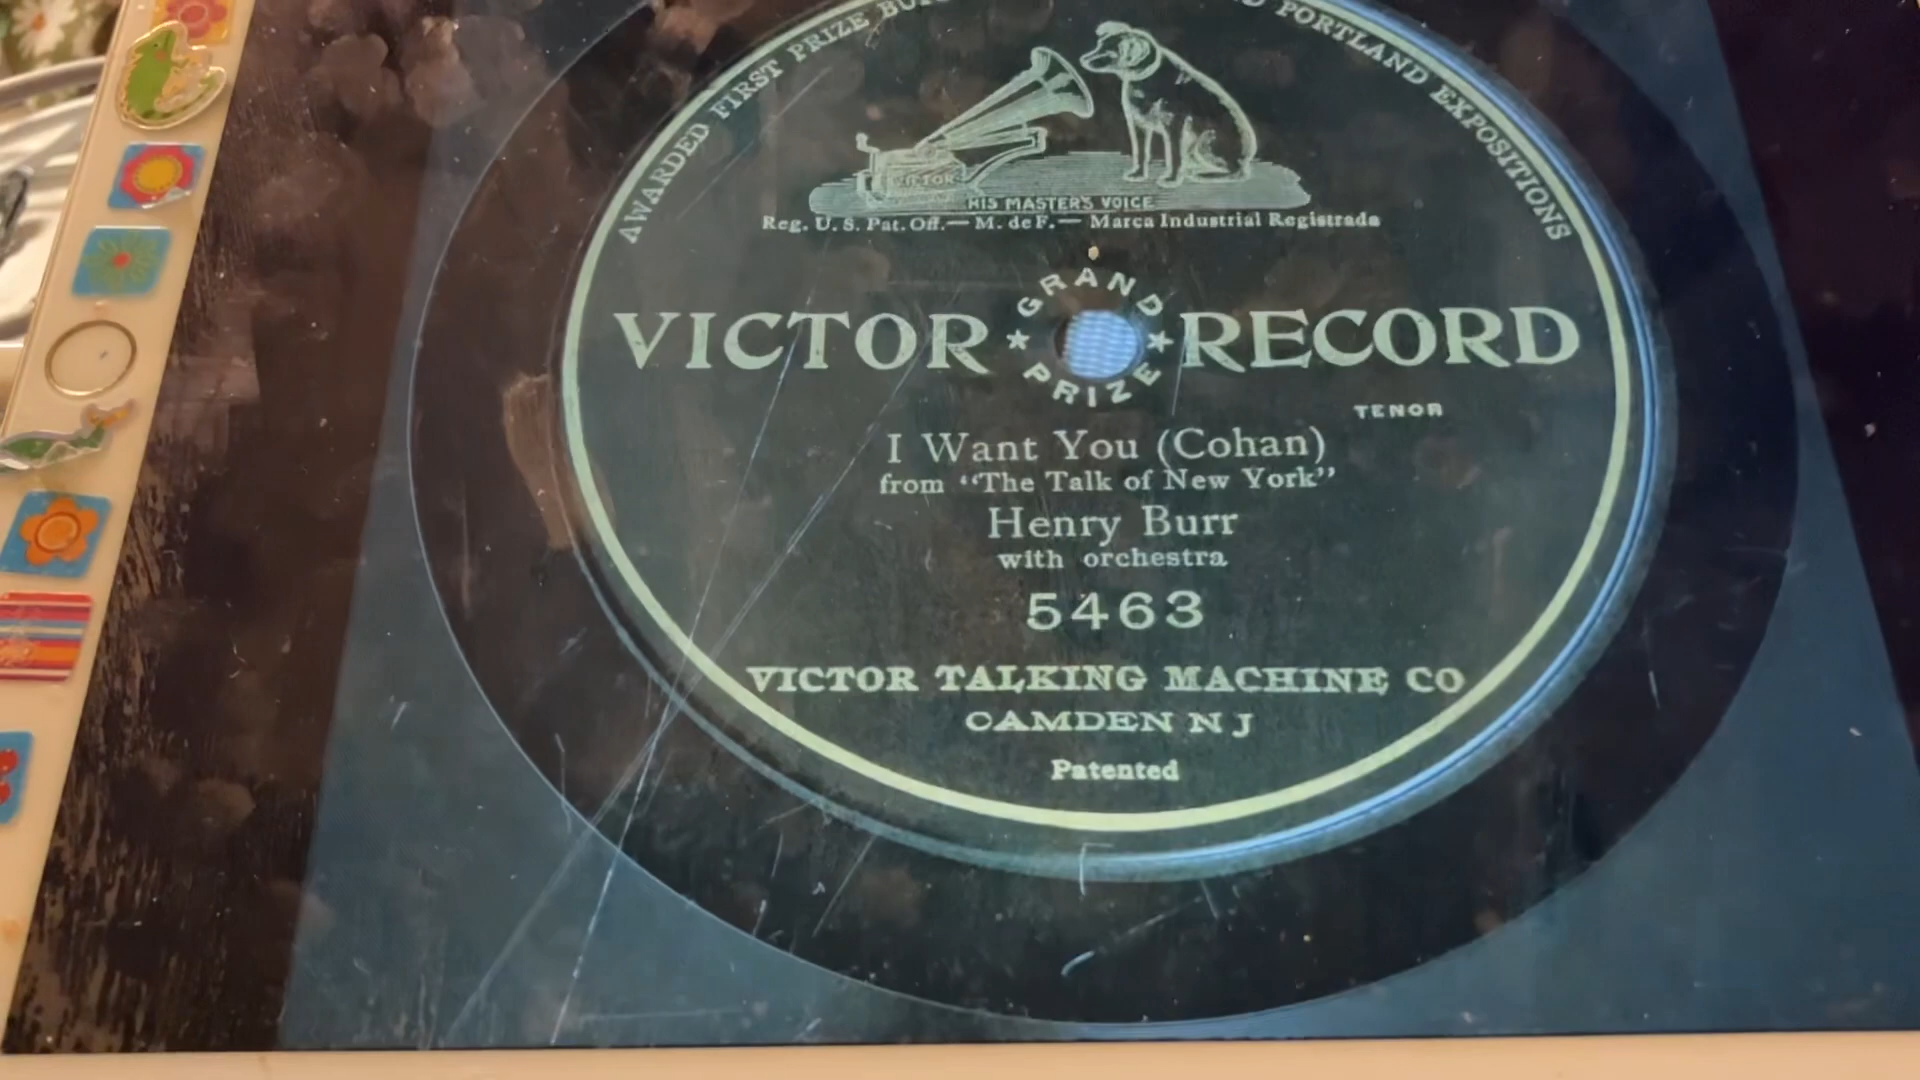 AWARDED FIRST PRIZE
PORTLAND EXPOSITIONS
VICTOR
HIS MASTER'S VOICE
Reg. U. S. Pat. Off.— M. de F.— Marca Industrial Registrada
GRAND PRIZE
VICTOR RECORD
TENOR
I Want You (Cohan)
from “The Talk of New York”
Henry Burr
with orchestra
5463
VICTOR TALKING MACHINE CO
CAMDEN N J
Patented